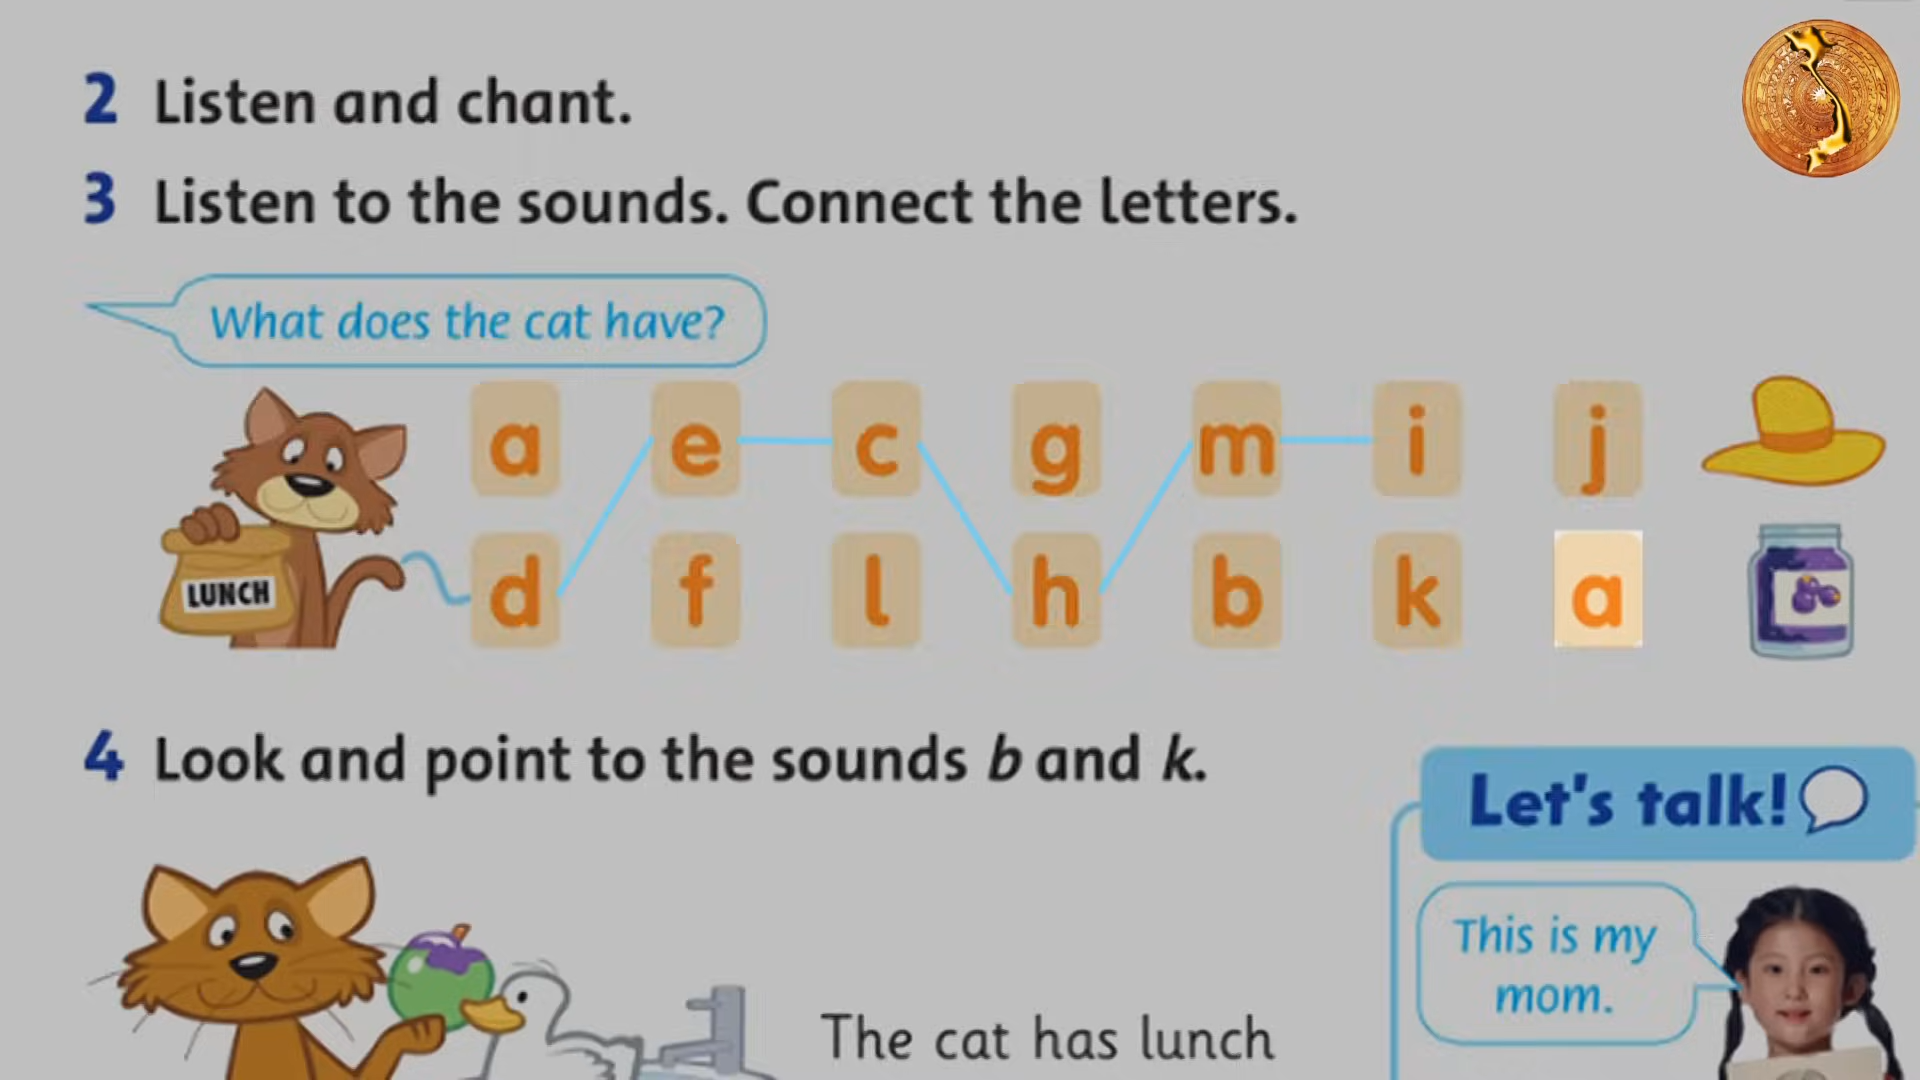 2 Listen and chant.
3 Listen to the sounds. Connect the letters.
What does the cat have?
a e c g m i j
LUNCH
d f l h b k a
4 Look and point to the sounds b and k.
Let's talk!
This is my
mom.
The cat has lunch